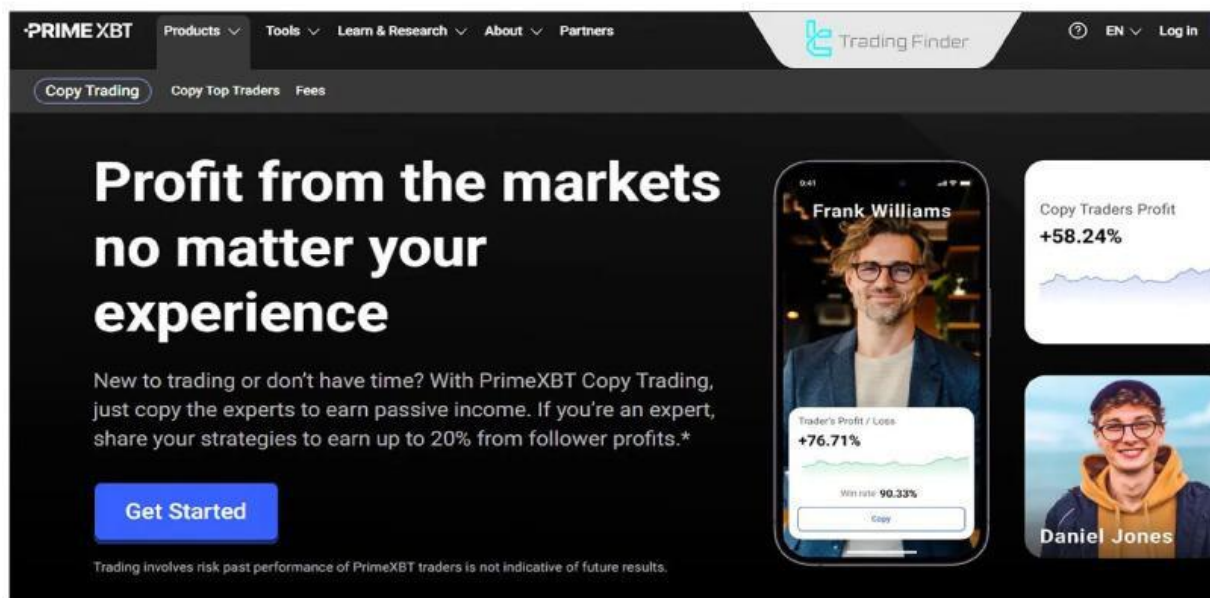 PRIME XBT
Products
Tools
Learn & Research
About
Partners
Trading Finder
EN
Log in
Copy Trading
Copy Top Traders
Fees
Profit from the markets
no matter your
experience
New to trading or don't have time? With PrimeXBT Copy Trading,
just copy the experts to earn passive income. If you're an expert,
share your strategies to earn up to 20% from follower profits.*
Get Started
Trading involves risk past performance of PrimeXBT traders is not indicative of future results.
9:41
Frank Williams
Trader's Profit / Loss
+76.71%
Win rate: 90.33%
Copy
Copy Traders Profit
+58.24%
Daniel Jones